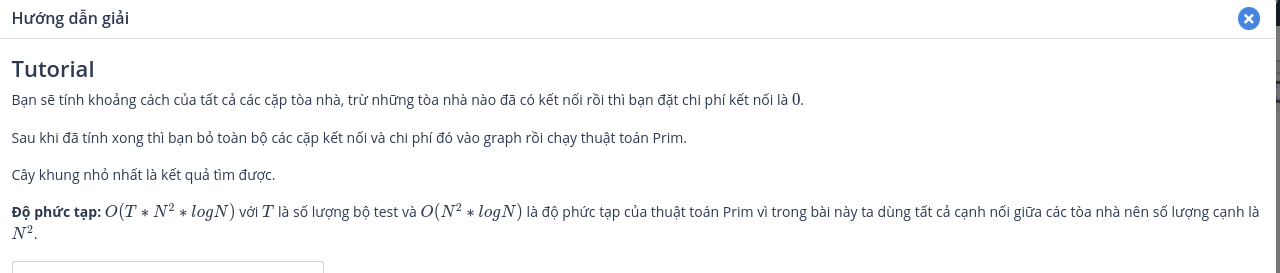 Hướng dẫn giải
Tutorial
Bạn sẽ tính khoảng cách của tất cả các cặp tòa nhà, trừ những tòa nhà nào đã có kết nối rồi thì bạn đặt chi phí kết nối là 0.
Sau khi đã tính xong thì bạn bỏ toàn bộ các cặp kết nối và chi phí đó vào graph rồi chạy thuật toán Prim.
Cây khung nhỏ nhất là kết quả tìm được.
Độ phức tạp: O(T ∗ N² ∗ logN) với T là số lượng bộ test và O(N² ∗ logN) là độ phức tạp của thuật toán Prim vì trong bài này ta dùng tất cả cạnh nối giữa các tòa nhà nên số lượng cạnh là
N².